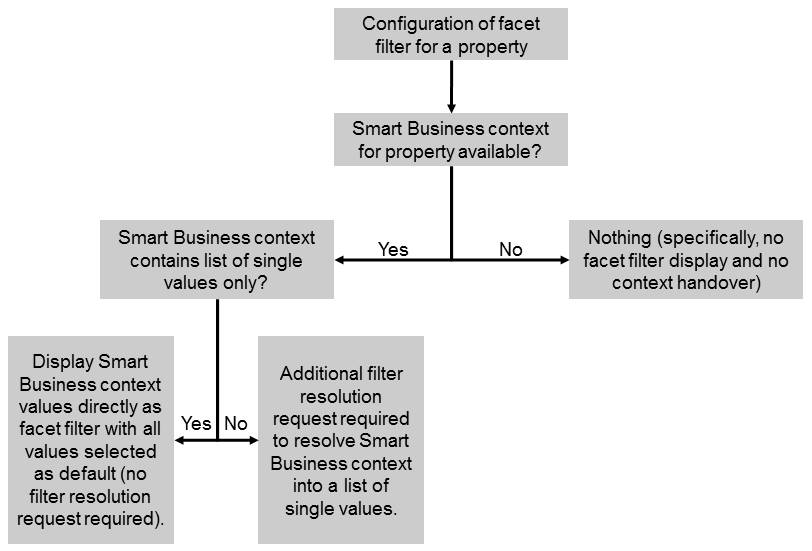 Configuration of facet
filter for a property
Smart Business context
for property available?
Yes
No
Smart Business context
contains list of single
values only?
Nothing (specifically, no
facet filter display and no
context handover)
Display Smart
Business context
values directly as
facet filter with all
values selected
as default (no
filter resolution
request required).
Yes
No
Additional filter
resolution
request required
to resolve Smart
Business context
into a list of
single values.